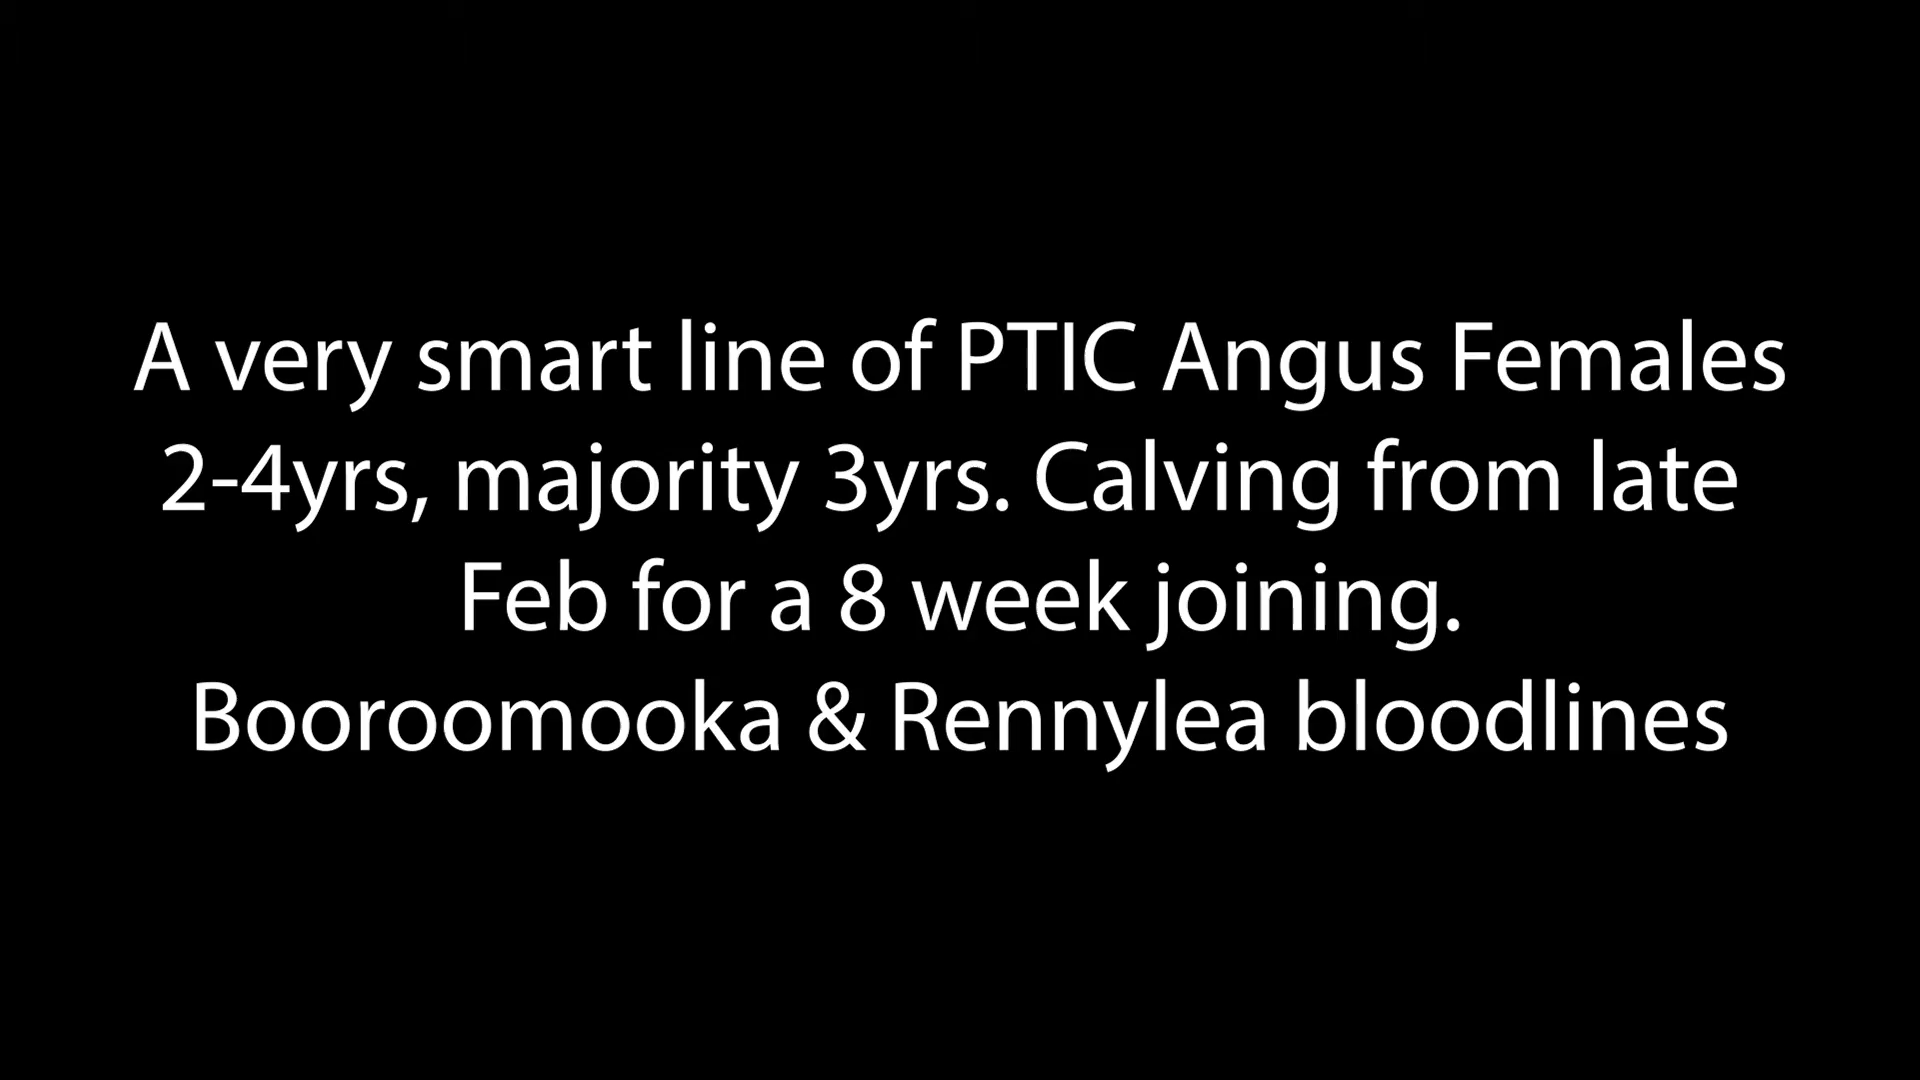 A very smart line of PTIC Angus Females
2-4yrs, majority 3yrs. Calving from late
Feb for a 8 week joining.
Booroomooka & Rennylea bloodlines